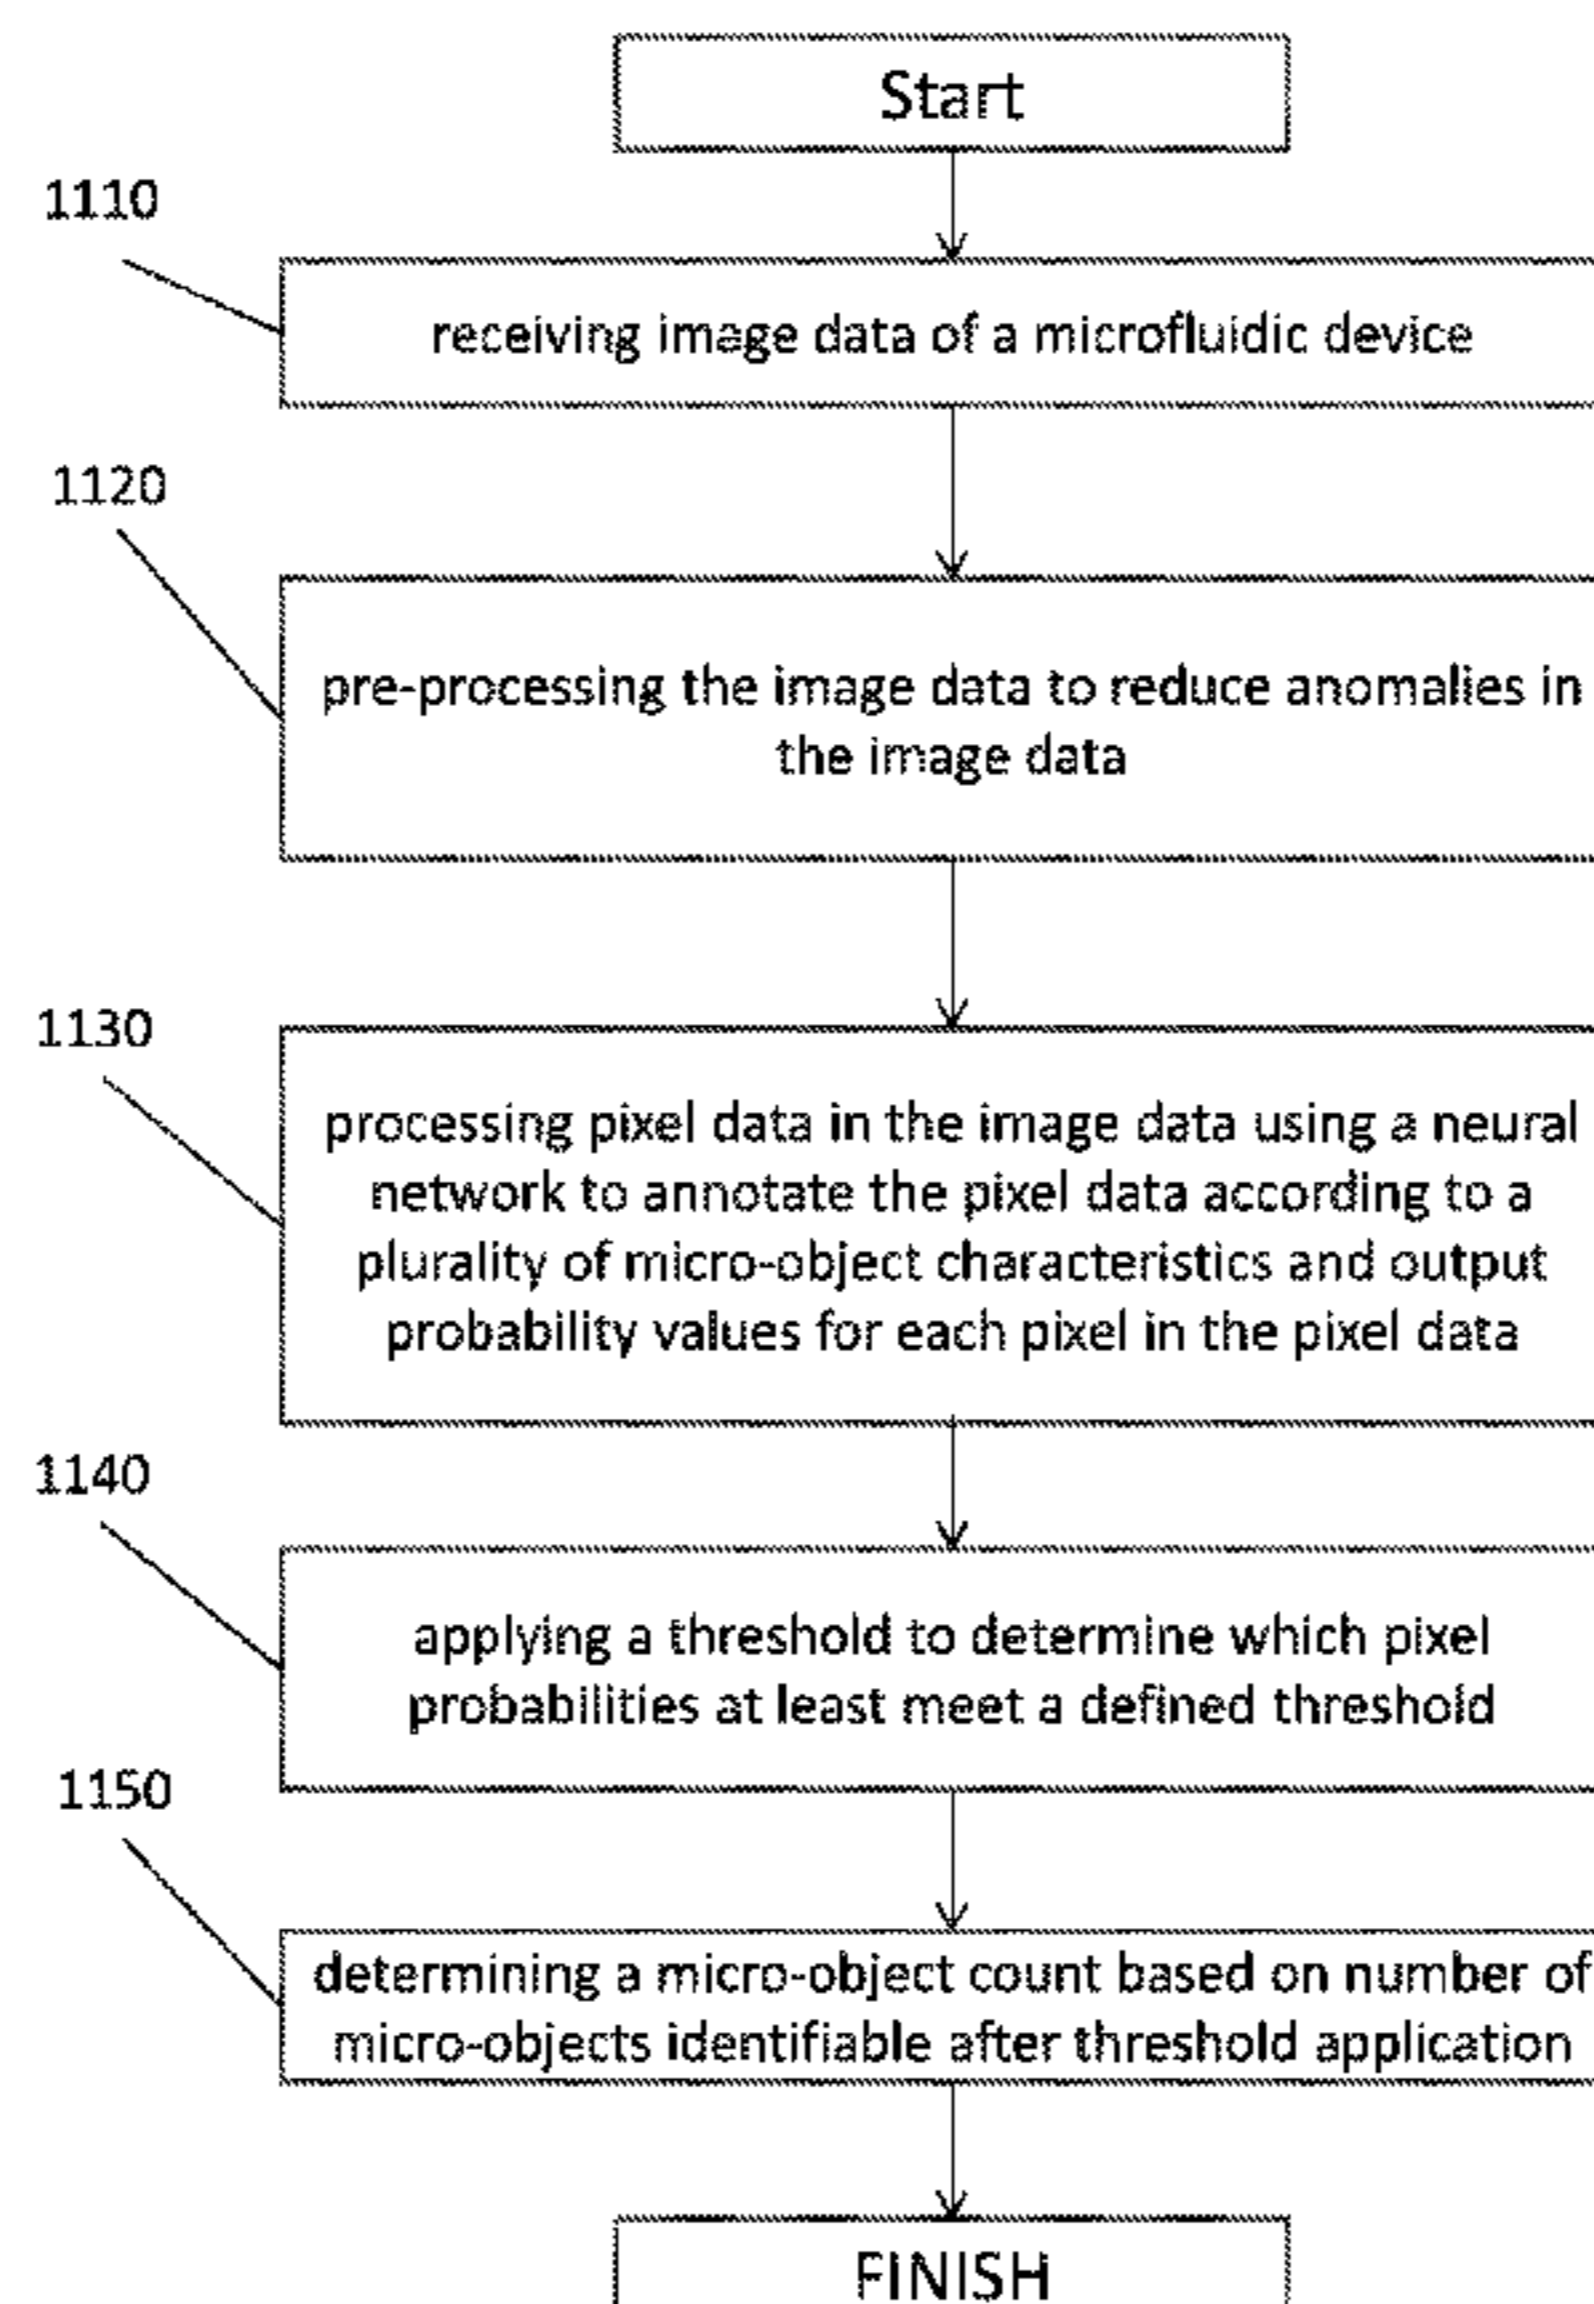 Start
1110
receiving image data of a microfluidic device
1120
pre-processing the image data to reduce anomalies in
the image data
1130
processing pixel data in the image data using a neural
network to annotate the pixel data according to a
plurality of micro-object characteristics and output
probability values for each pixel in the pixel data
1140
applying a threshold to determine which pixel
probabilities at least meet a defined threshold
1150
determining a micro-object count based on number of
micro-objects identifiable after threshold application
FINISH